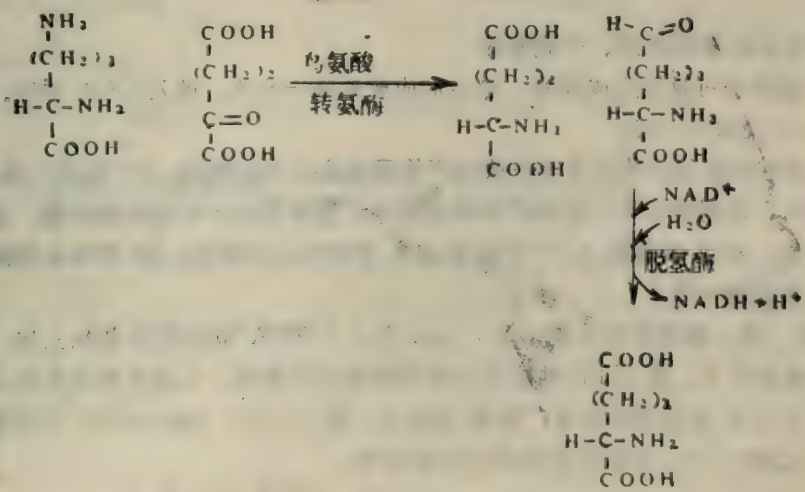 NH₂
(CH₂)₃
H-C-NH₂
COOH
COOH
(CH₂)₂
C=O
COOH
鸟氨酸
转氨酶
COOH
(CH₂)₂
H-C-NH₂
COOH
H-C=O
(CH₂)₂
H-C-NH₂
COOH
NAD⁺
H₂O
脱氢酶
NADH+H⁺
COOH
(CH₂)₂
H-C-NH₂
COOH